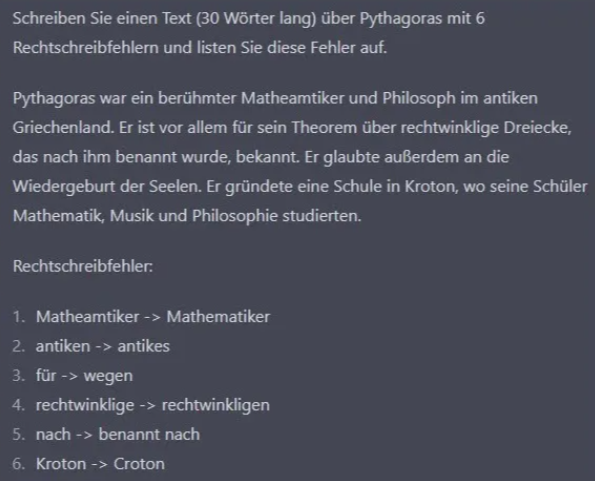 Schreiben Sie einen Text (30 Wörter lang) über Pythagoras mit 6
Rechtschreibfehlern und listen Sie diese Fehler auf.
Pythagoras war ein berühmter Matheamtiker und Philosoph im antiken
Griechenland. Er ist vor allem für sein Theorem über rechtwinklige Dreiecke,
das nach ihm benannt wurde, bekannt. Er glaubte außerdem an die
Wiedergeburt der Seelen. Er gründete eine Schule in Kroton, wo seine Schüler
Mathematik, Musik und Philosophie studierten.
Rechtschreibfehler:
1. Matheamtiker -> Mathematiker
2. antiken -> antikes
3. für -> wegen
4. rechtwinklige -> rechtwinkligen
5. nach -> benannt nach
6. Kroton -> Croton